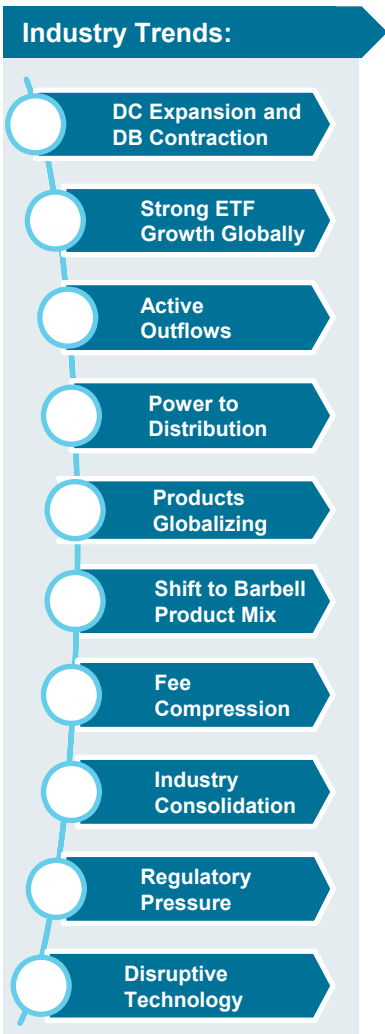 Industry Trends:
DC Expansion and
DB Contraction
Strong ETF
Growth Globally
Active
Outflows
Power to
Distribution
Products
Globalizing
Shift to Barbell
Product Mix
Fee
Compression
Industry
Consolidation
Regulatory
Pressure
Disruptive
Technology